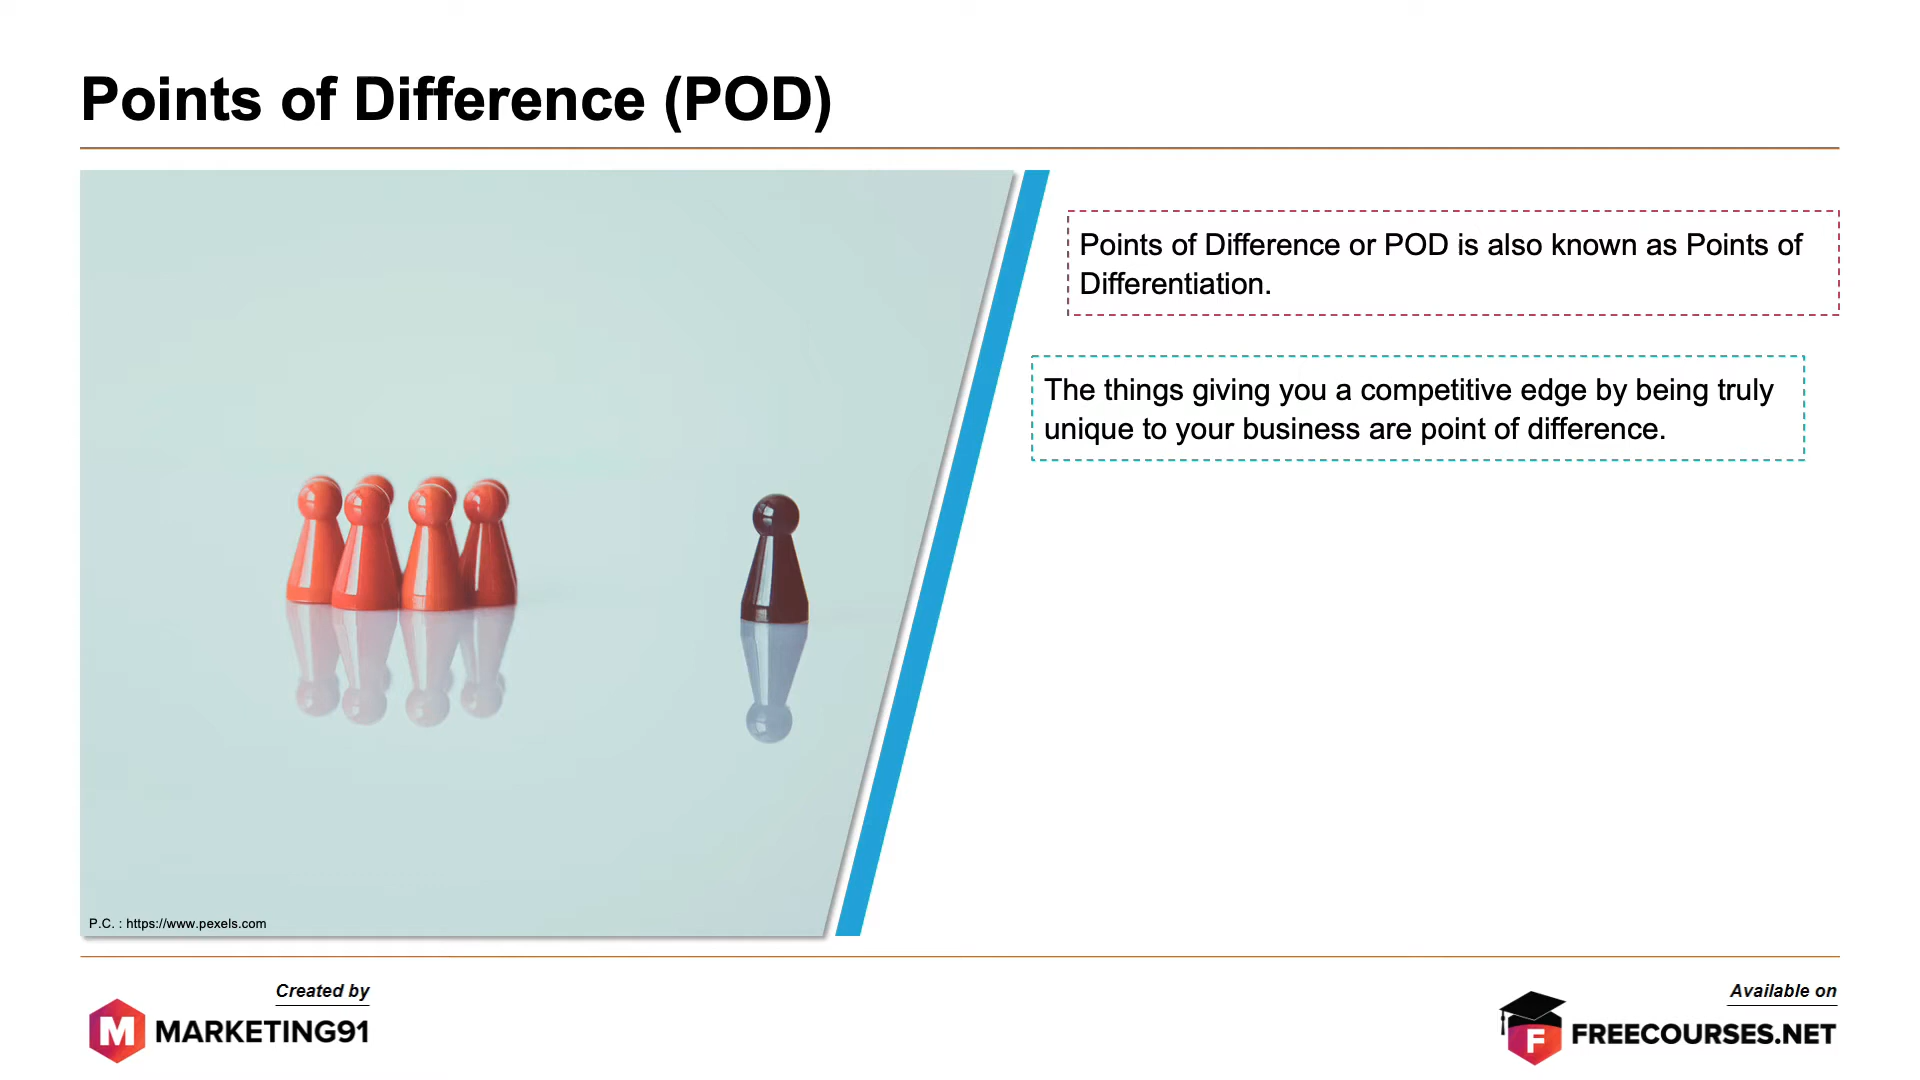 Points of Difference (POD)
Points of Difference or POD is also known as Points of
Differentiation.
The things giving you a competitive edge by being truly
unique to your business are point of difference.
P.C. : https://www.pexels.com
Created by
M MARKETING91
Available on
F FREECOURSES.NET